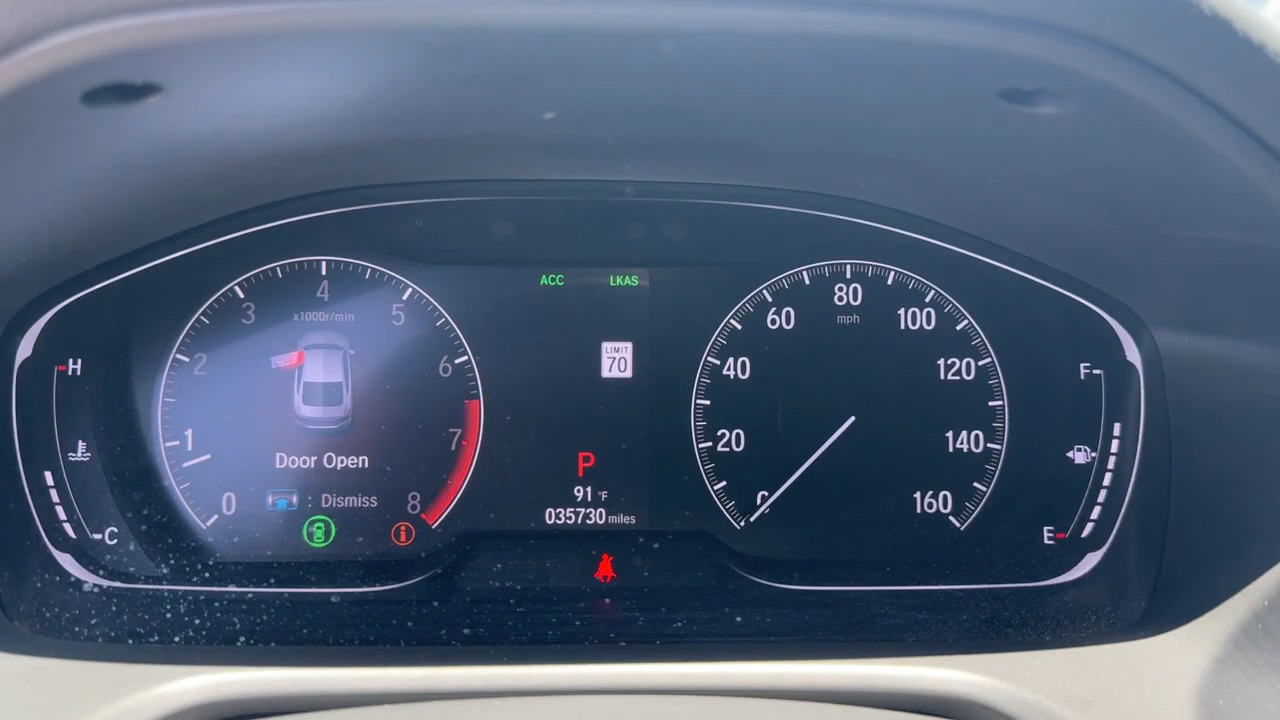 4
3
5
x1000r/min
2
6
1
7
0
8
Door Open
: Dismiss
H
C
ACC
LKAS
LIMIT
70
P
91 °F
035730 miles
80
mph
60
100
40
120
20
140
0
160
F
E